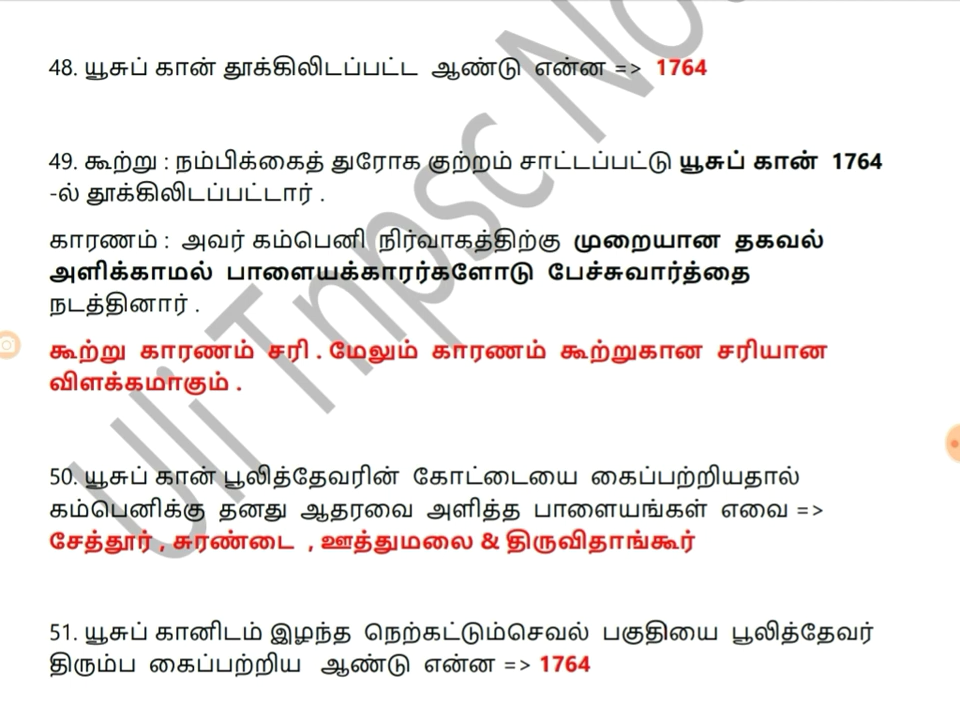 48. யூசுப் கான் தூக்கிலிடப்பட்ட ஆண்டு என்ன => 1764
49. கூற்று : நம்பிக்கைத் துரோக குற்றம் சாட்டப்பட்டு யூசுப் கான் 1764
-ல் தூக்கிலிடப்பட்டார் .
காரணம் : அவர் கம்பெனி நிர்வாகத்திற்கு முறையான தகவல்
அளிக்காமல் பாளையக்காரர்களோடு பேச்சுவார்த்தை
நடத்தினார் .
கூற்று காரணம் சரி . மேலும் காரணம் கூற்றுகான சரியான
விளக்கமாகும் .
50. யூசுப் கான் பூலித்தேவரின் கோட்டையை கைப்பற்றியதால்
கம்பெனிக்கு தனது ஆதரவை அளித்த பாளையங்கள் எவை =>
சேத்தூர் , சுரண்டை , ஊத்துமலை & திருவிதாங்கூர்
51. யூசுப் கானிடம் இழந்த நெற்கட்டும்செவல் பகுதியை பூலித்தேவர்
திரும்ப கைப்பற்றிய ஆண்டு என்ன => 1764
Tnpsc